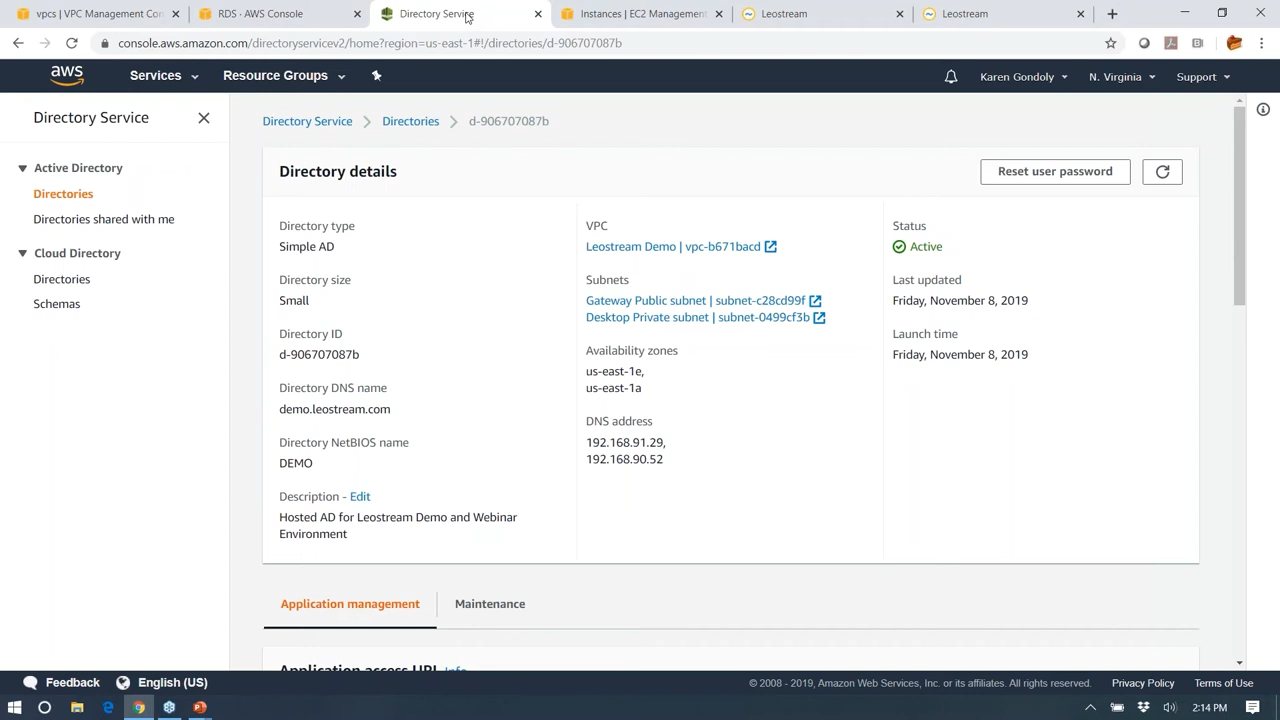 vpcs | VPC Management Con
RDS · AWS Console
Directory Service
Instances | EC2 Management
Leostream
Leostream
console.aws.amazon.com/directoryservicev2/home?region=us-east-1#!/directories/d-906707087b
aws
Services
Resource Groups
Karen Gondoly
N. Virginia
Support
Directory Service
Active Directory
Directories
Directories shared with me
Cloud Directory
Directories
Schemas
Directory Service
Directories
d-906707087b
Directory details
Reset user password
Directory type
Simple AD
Directory size
Small
Directory ID
d-906707087b
Directory DNS name
demo.leostream.com
Directory NetBIOS name
DEMO
Description - Edit
Hosted AD for Leostream Demo and Webinar
Environment
VPC
Leostream Demo | vpc-b671bacd
Subnets
Gateway Public subnet | subnet-c28cd99f
Desktop Private subnet | subnet-0499cf3b
Availability zones
us-east-1e,
us-east-1a
DNS address
192.168.91.29,
192.168.90.52
Status
Active
Last updated
Friday, November 8, 2019
Launch time
Friday, November 8, 2019
Application management
Maintenance
Application access URL Info
Feedback
English (US)
© 2008 - 2019, Amazon Web Services, Inc. or its affiliates. All rights reserved.
Privacy Policy
Terms of Use
2:14 PM